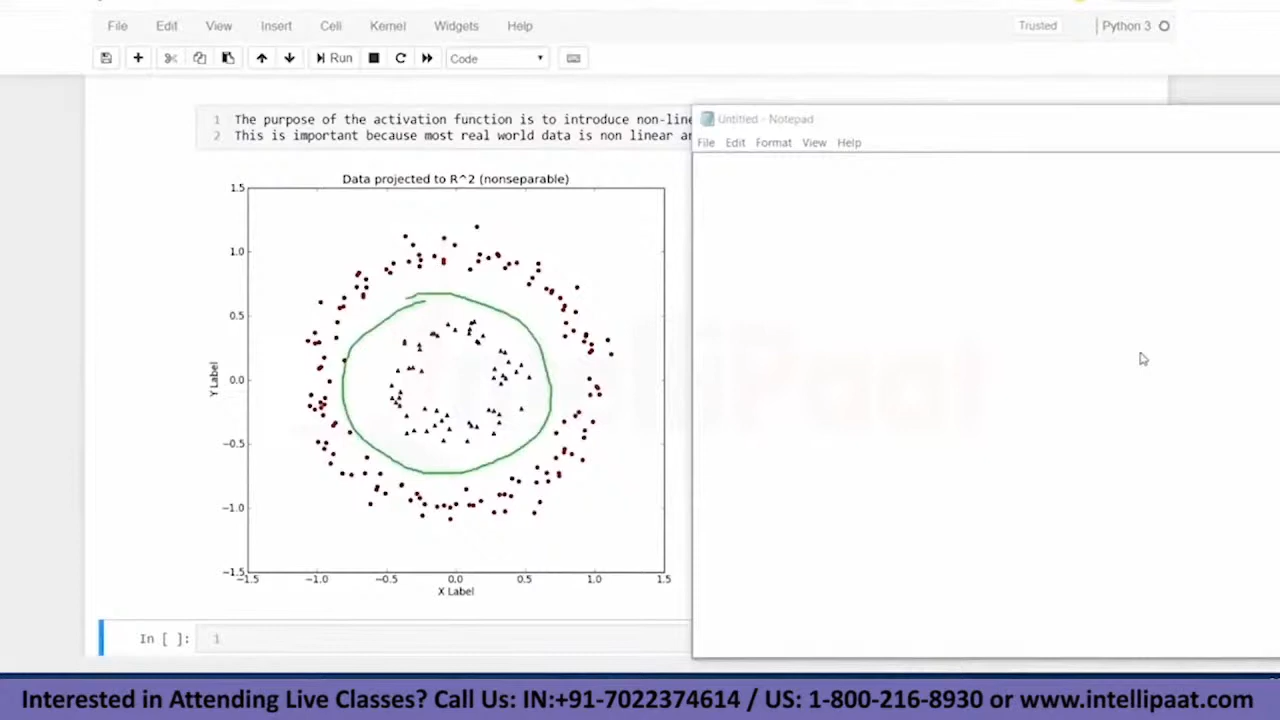 File Edit View Insert Cell Kernel Widgets Help Trusted Python 3
Run Code
1 The purpose of the activation function is to introduce non-line
2 This is important because most real world data is non linear
Untitled - Notepad
File Edit Format View Help
Data projected to R^2 (nonseparable)
1.5
1.0
0.5
0.0
−0.5
−1.0
−1.5
Y Label
−1.5 −1.0 −0.5 0.0 0.5 1.0 1.5
X Label
In [ ]: 1
IntelliPaat
Interested in Attending Live Classes? Call Us: IN:+91-7022374614 / US: 1-800-216-8930 or www.intellipaat.com